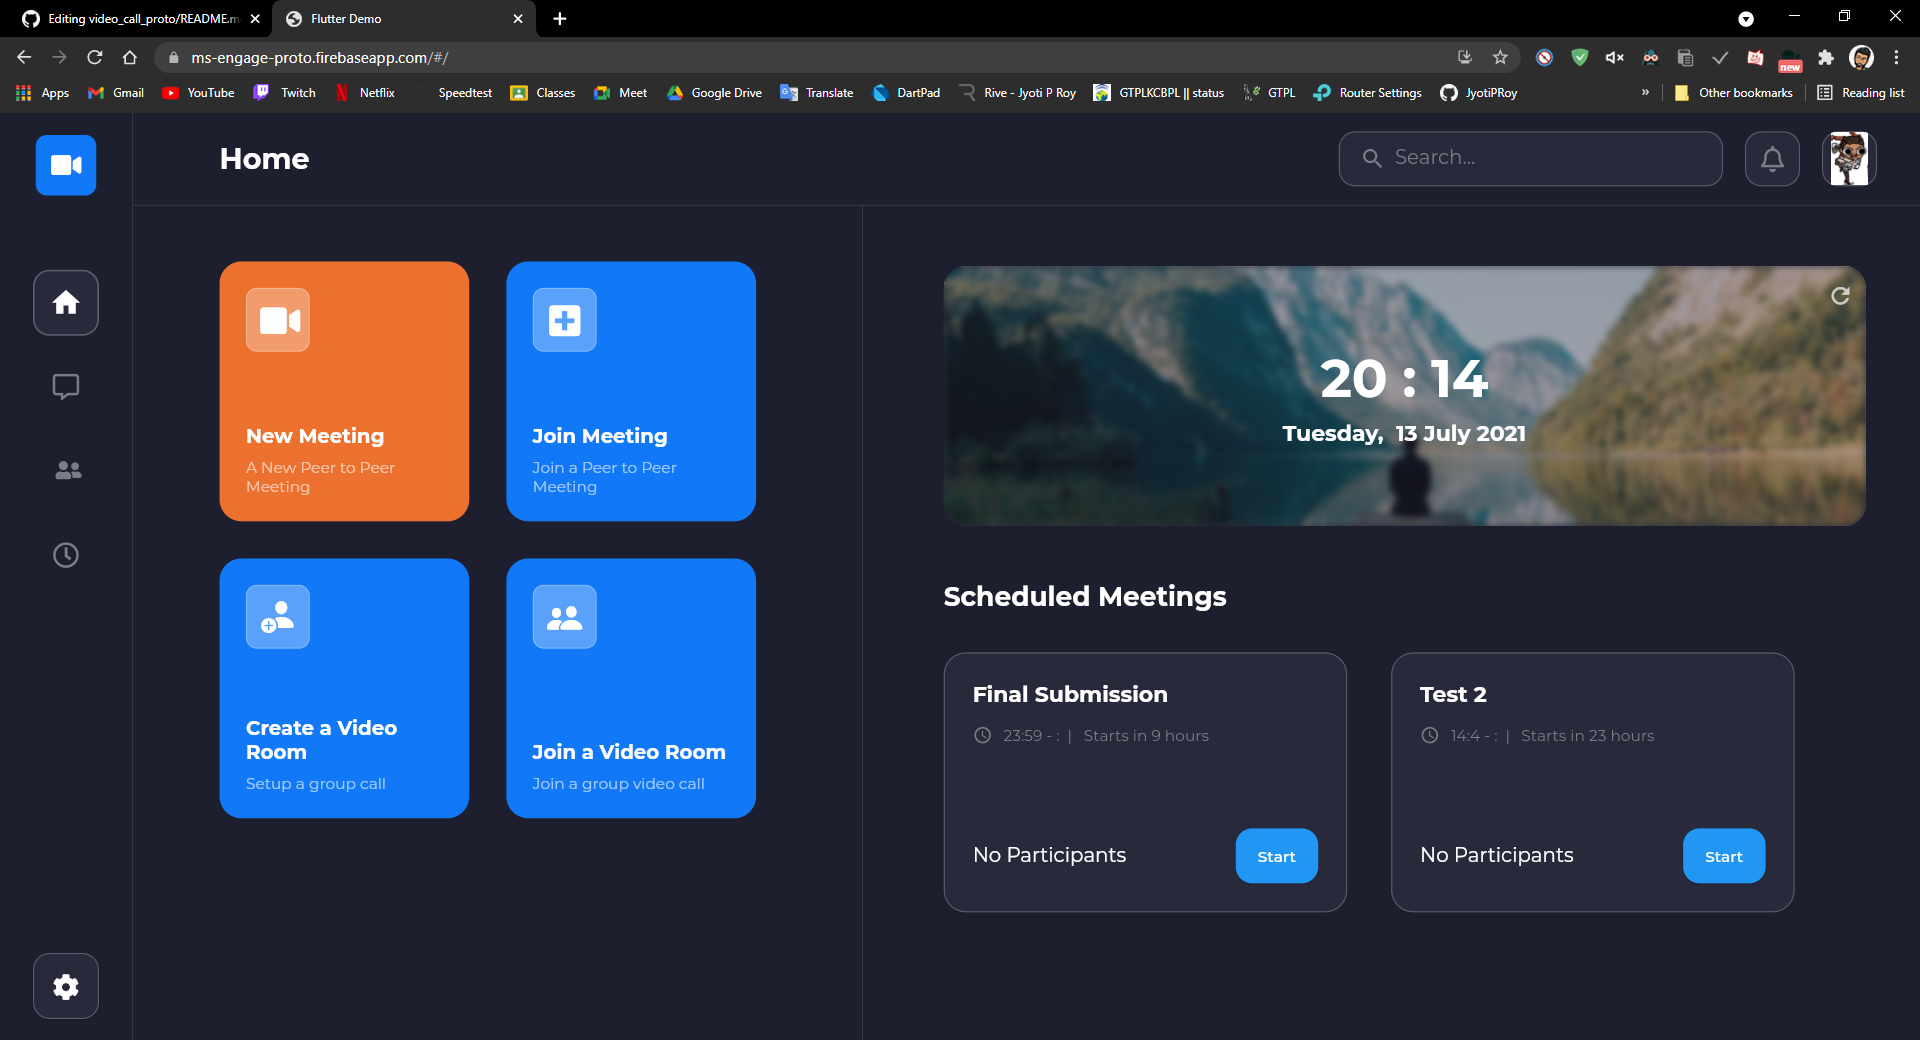 Editing video_call_proto/README.m
Flutter Demo
ms-engage-proto.firebaseapp.com/#/
new
Apps
Gmail
YouTube
Twitch
Netflix
Speedtest
Classes
Meet
Google Drive
Translate
DartPad
Rive - Jyoti P Roy
GTPLKCBPL || status
GTPL
Router Settings
JyotiPRoy
»
Other bookmarks
Reading list
Home
Search...
New Meeting
A New Peer to Peer
Meeting
Join Meeting
Join a Peer to Peer
Meeting
Create a Video
Room
Setup a group call
Join a Video Room
Join a group video call
20 : 14
Tuesday, 13 July 2021
Scheduled Meetings
Final Submission
23:59 - : | Starts in 9 hours
No Participants
Start
Test 2
14:4 - : | Starts in 23 hours
No Participants
Start